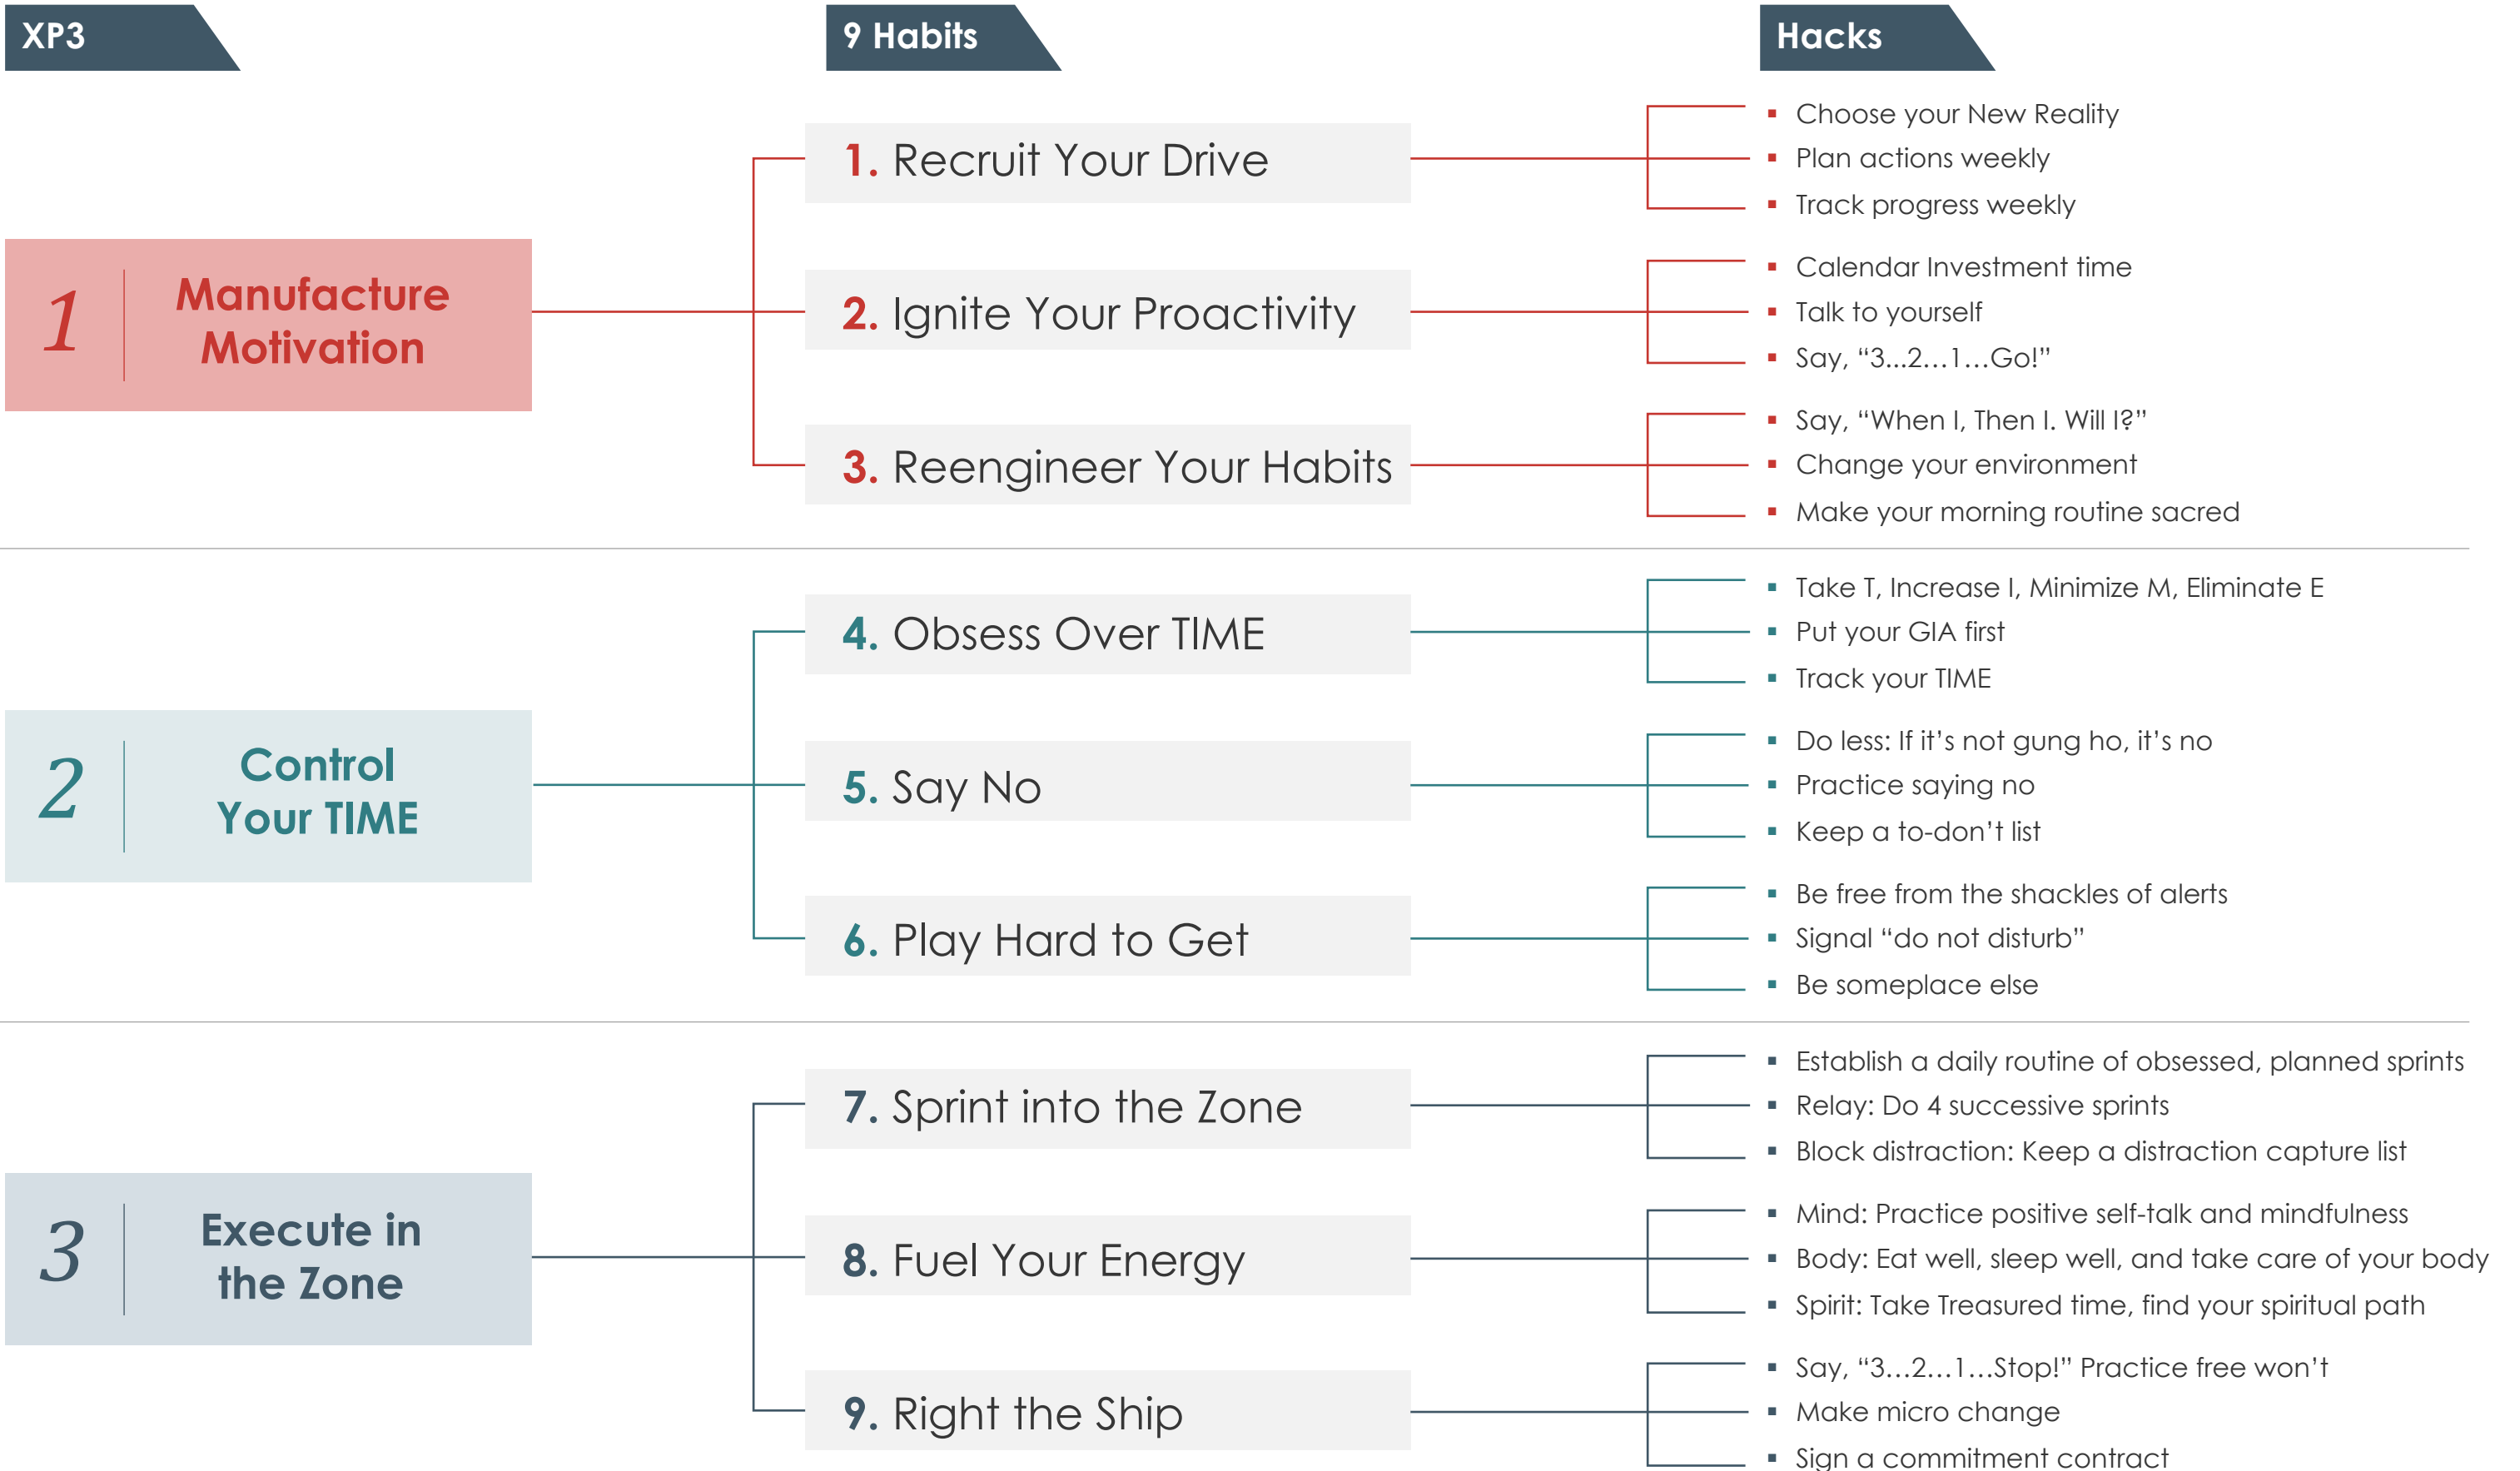 XP3
9 Habits
Hacks
1
Manufacture
Motivation
1. Recruit Your Drive
▪ Choose your New Reality
▪ Plan actions weekly
▪ Track progress weekly
2. Ignite Your Proactivity
▪ Calendar Investment time
▪ Talk to yourself
▪ Say, “3...2…1…Go!”
3. Reengineer Your Habits
▪ Say, “When I, Then I. Will I?”
▪ Change your environment
▪ Make your morning routine sacred
2
Control
Your TIME
4. Obsess Over TIME
▪ Take T, Increase I, Minimize M, Eliminate E
▪ Put your GIA first
▪ Track your TIME
5. Say No
▪ Do less: If it’s not gung ho, it’s no
▪ Practice saying no
▪ Keep a to-don’t list
6. Play Hard to Get
▪ Be free from the shackles of alerts
▪ Signal “do not disturb”
▪ Be someplace else
3
Execute in
the Zone
7. Sprint into the Zone
▪ Establish a daily routine of obsessed, planned sprints
▪ Relay: Do 4 successive sprints
▪ Block distraction: Keep a distraction capture list
8. Fuel Your Energy
▪ Mind: Practice positive self-talk and mindfulness
▪ Body: Eat well, sleep well, and take care of your body
▪ Spirit: Take Treasured time, find your spiritual path
9. Right the Ship
▪ Say, “3…2…1…Stop!” Practice free won’t
▪ Make micro change
▪ Sign a commitment contract